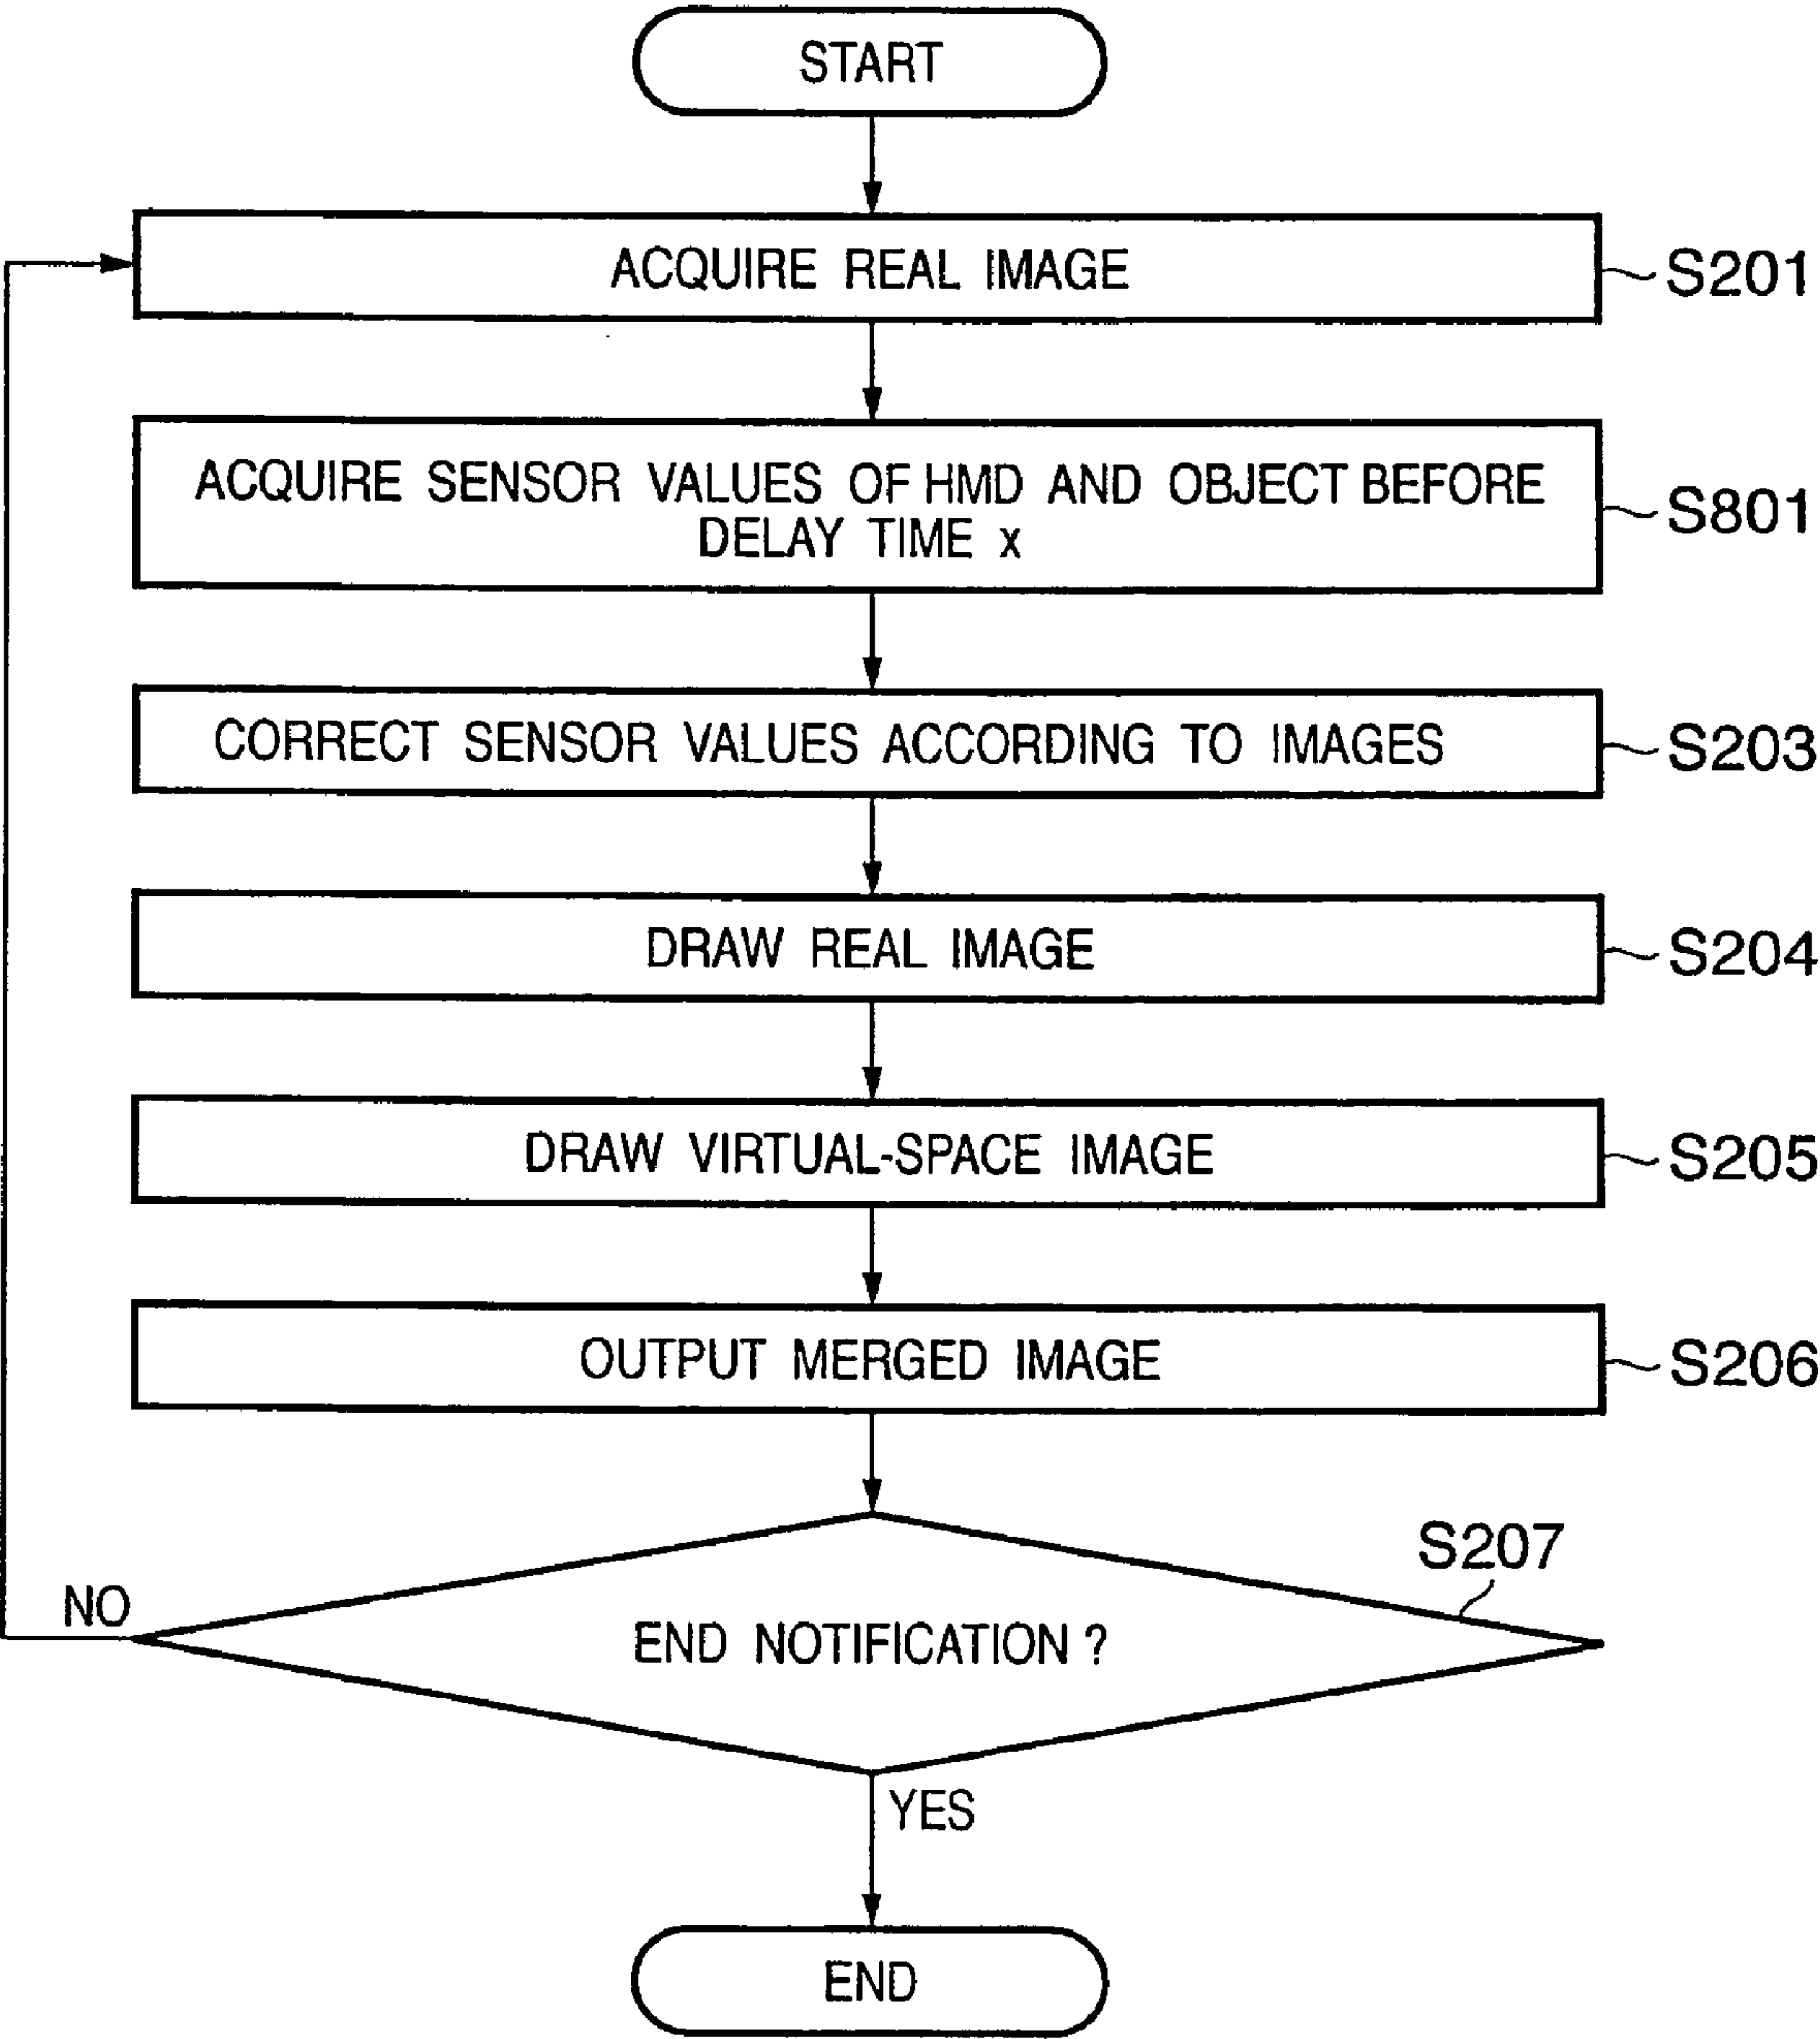 START
ACQUIRE REAL IMAGE
S201
ACQUIRE SENSOR VALUES OF HMD AND OBJECT BEFORE
DELAY TIME x
S801
CORRECT SENSOR VALUES ACCORDING TO IMAGES
S203
DRAW REAL IMAGE
S204
DRAW VIRTUAL-SPACE IMAGE
S205
OUTPUT MERGED IMAGE
S206
S207
NO
END NOTIFICATION ?
YES
END